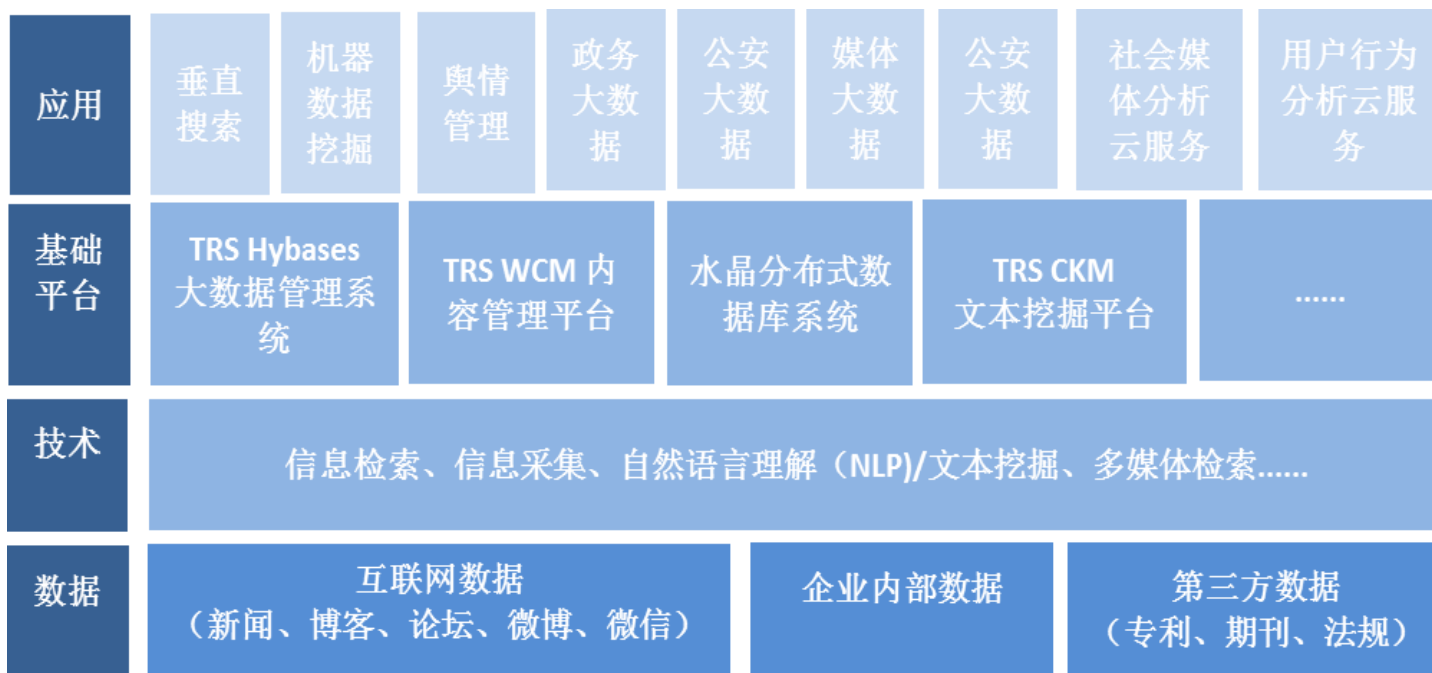 应用
垂直
搜索
机器
数据
挖掘
舆情
管理
政务
大数
据
公安
大数
据
媒体
大数
据
公安
大数
据
社会媒
体分析
云服务
用户行为
分析云服
务
基础
平台
TRS Hybases
大数据管理系
统
TRS WCM 内
容管理平台
水晶分布式数
据库系统
TRS CKM
文本挖掘平台
......
技术
信息检索、信息采集、自然语言理解（NLP)/文本挖掘、多媒体检索......
数据
互联网数据
（新闻、博客、论坛、微博、微信）
企业内部数据
第三方数据
（专利、期刊、法规）